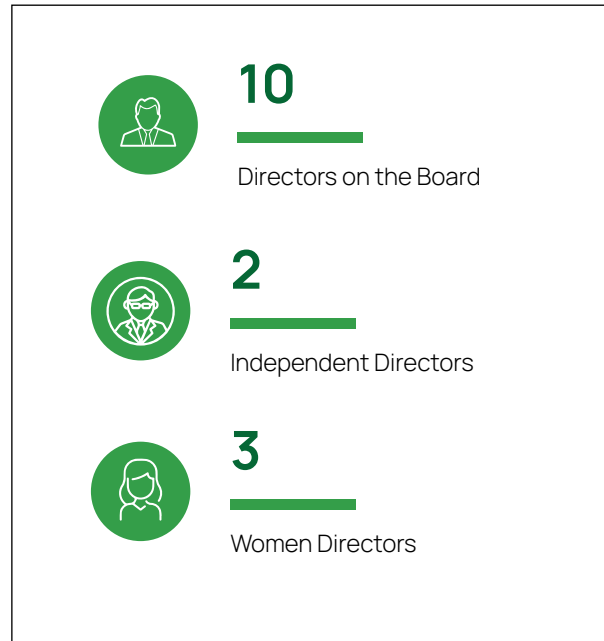 10
Directors on the Board
2
Independent Directors
3
Women Directors